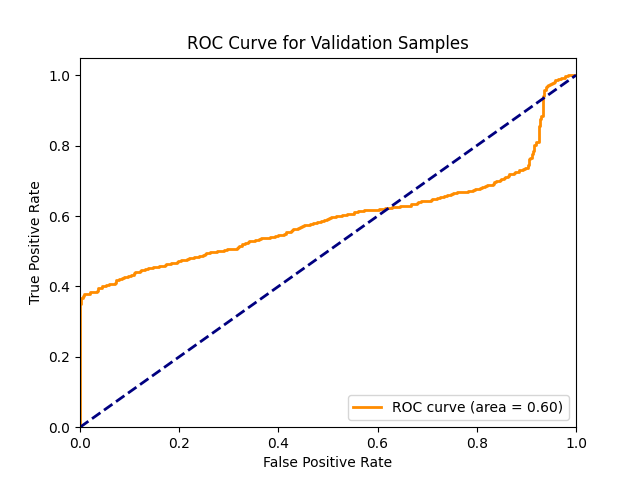 ROC Curve for Validation Samples
True Positive Rate
1.0
0.8
0.6
0.4
0.2
0.0
0.0 0.2 0.4 0.6 0.8 1.0
False Positive Rate
ROC curve (area = 0.60)